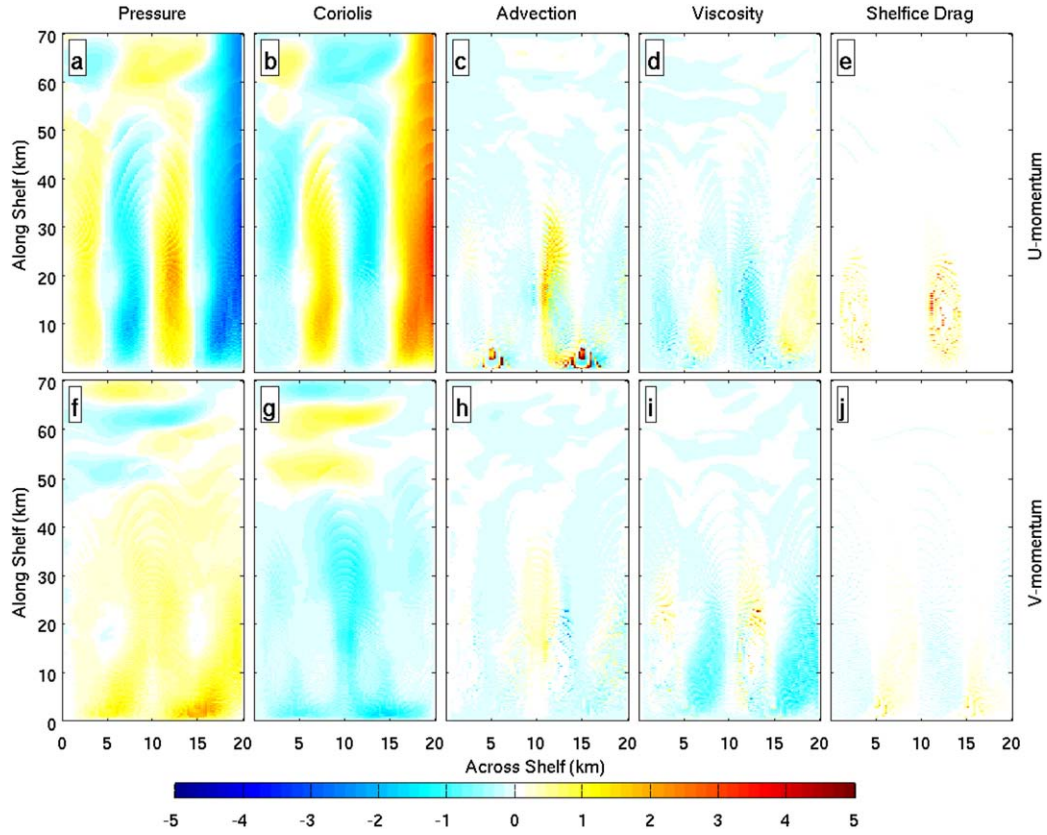 Pressure Coriolis Advection Viscosity Shelfice Drag
70 a b c d e
60
50
40
30
20
10
Along Shelf (km)
U-momentum
70 f g h i j
60
50
40
30
20
10
0
Along Shelf (km)
V-momentum
0 5 10 15 20 5 10 15 20 5 10 15 20 5 10 15 20 5 10 15 20
Across Shelf (km)
-5 -4 -3 -2 -1 0 1 2 3 4 5